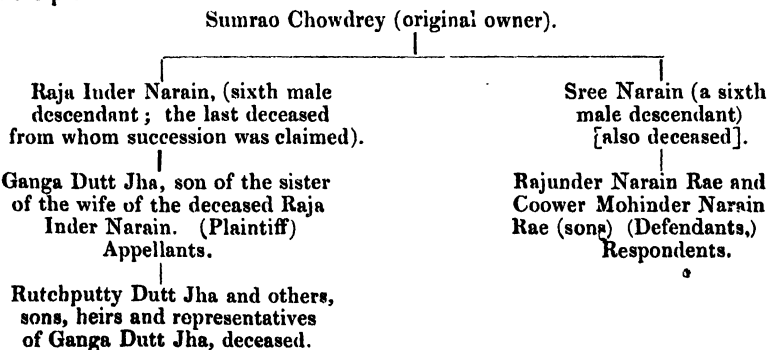 Sumrao Chowdrey (original owner).
Raja Inder Narain, (sixth male
descendant; the last deceased
from whom succession was claimed).
Ganga Dutt Jha, son of the sister
of the wife of the deceased Raja
Inder Narain. (Plaintiff)
Appellants.
Rutchputty Dutt Jha and others,
sons, heirs and representatives
of Ganga Dutt Jha, deceased.
Sree Narain (a sixth
male descendant)
[also deceased].
Rajunder Narain Rae and
Coower Mohinder Narain
Rae (sons) (Defendants,)
Respondents.